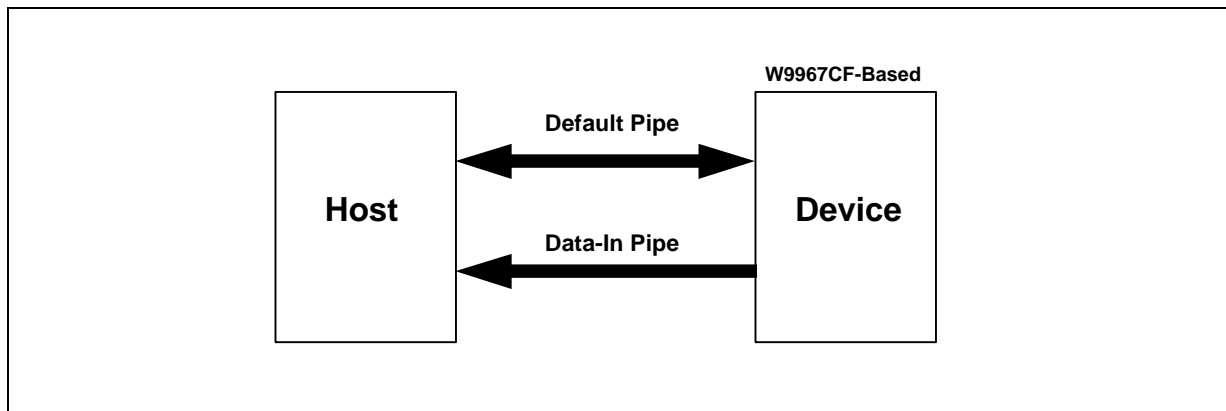 W9967CF-Based
Default Pipe
Host
Device
Data-In Pipe